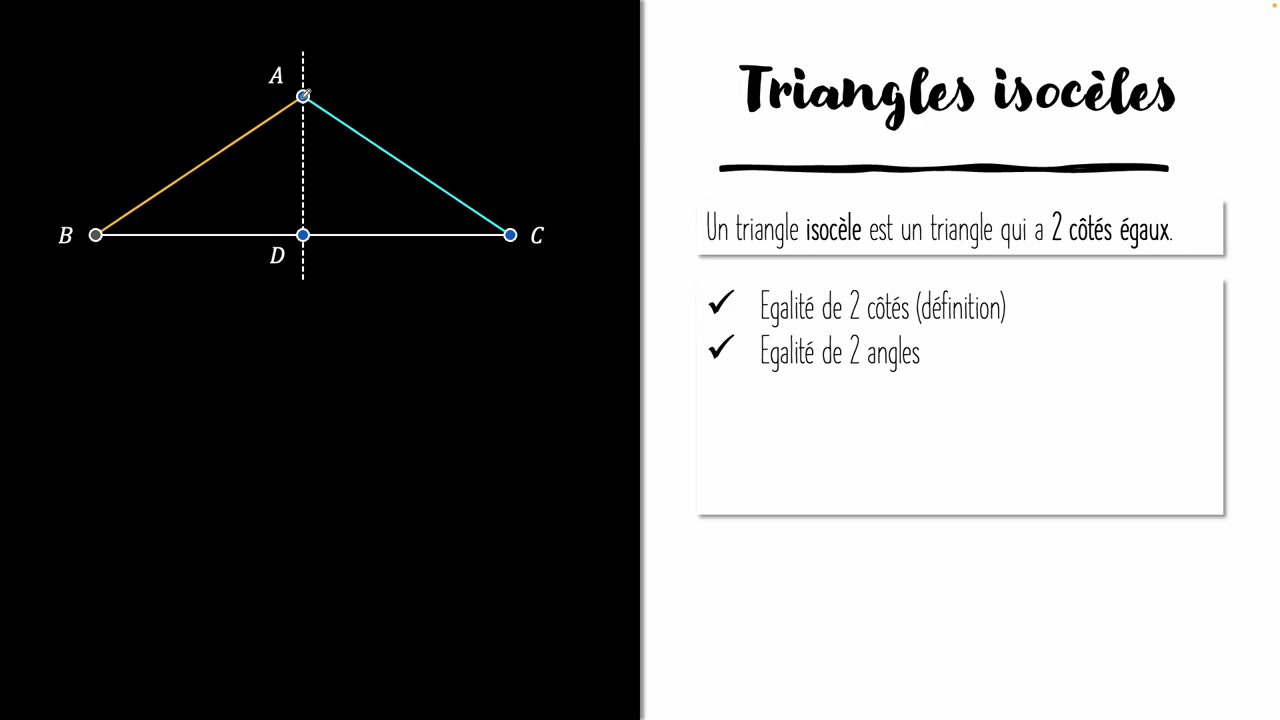 A
B
C
D
Triangles isocèles
Un triangle isocèle est un triangle qui a 2 côtés égaux.
✓ Egalité de 2 côtés (définition)
✓ Egalité de 2 angles